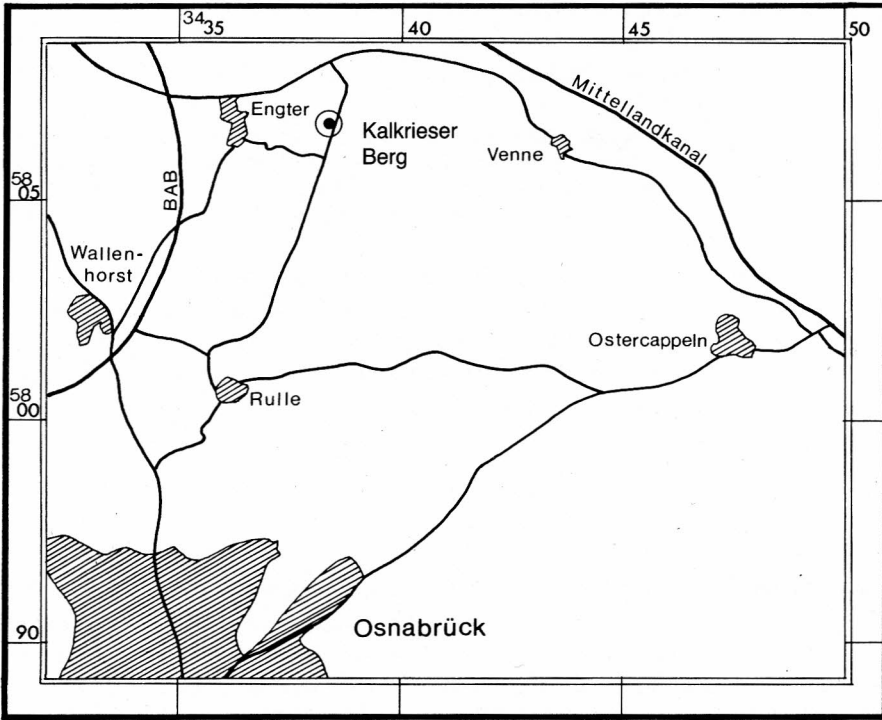 34 35
40
45
50
Mittellandkanal
Engter
Kalkrieser
Berg
Venne
58
05
BAB
Wallen-
horst
Ostercappeln
58
00
Rulle
90
Osnabrück